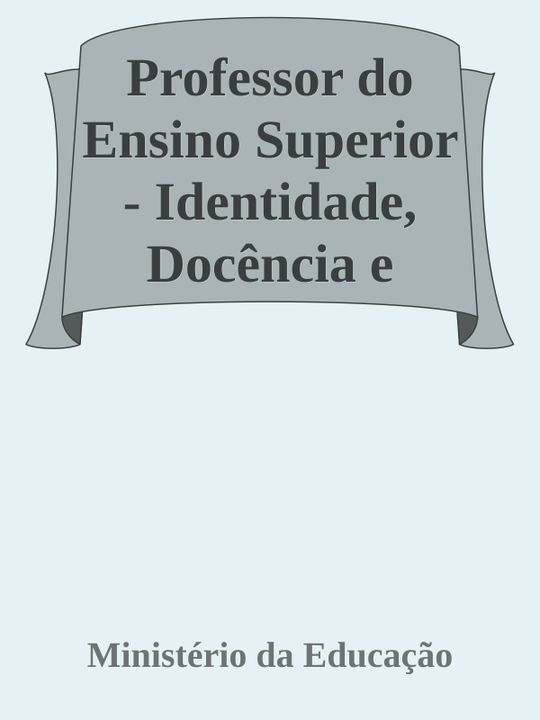 Professor do
Ensino Superior
- Identidade,
Docência e
Ministério da Educação